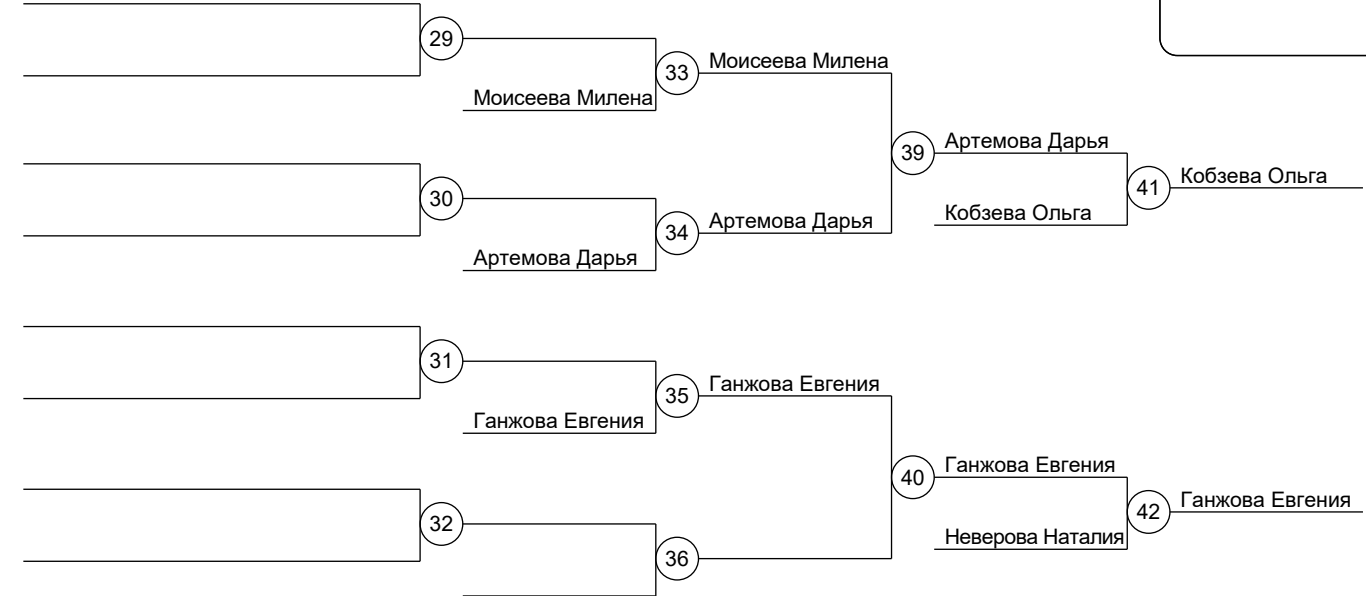 29
Моисеева Милена
33
Моисеева Милена
Артемова Дарья
39
41
Кобзева Ольга
30
Кобзева Ольга
Артемова Дарья
34
Артемова Дарья
31
Ганжова Евгения
35
Ганжова Евгения
Ганжова Евгения
40
Ганжова Евгения
42
32
Неверова Наталия
36